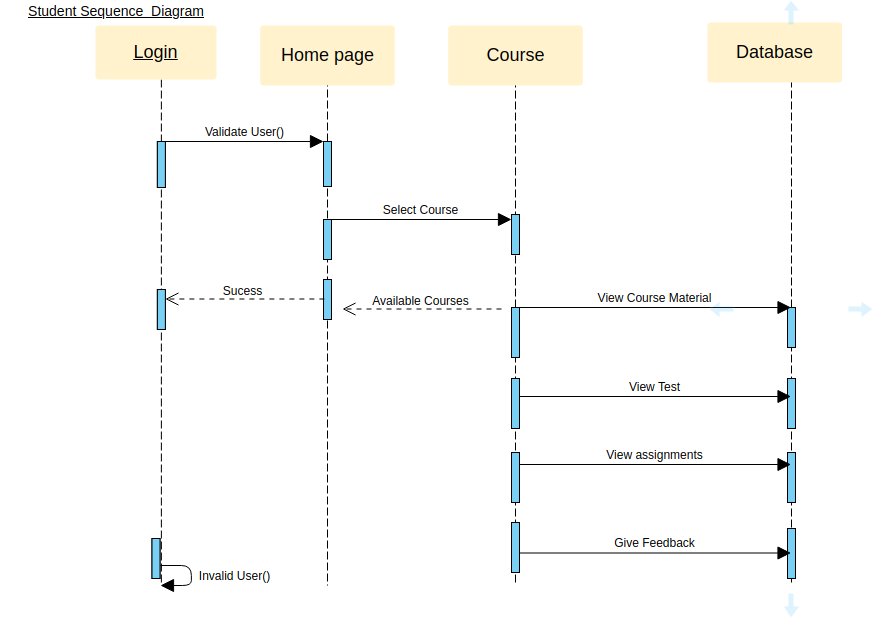 Student Sequence Diagram
Login
Home page
Course
Database
Validate User()
Select Course
Sucess
Available Courses
View Course Material
View Test
View assignments
Give Feedback
Invalid User()